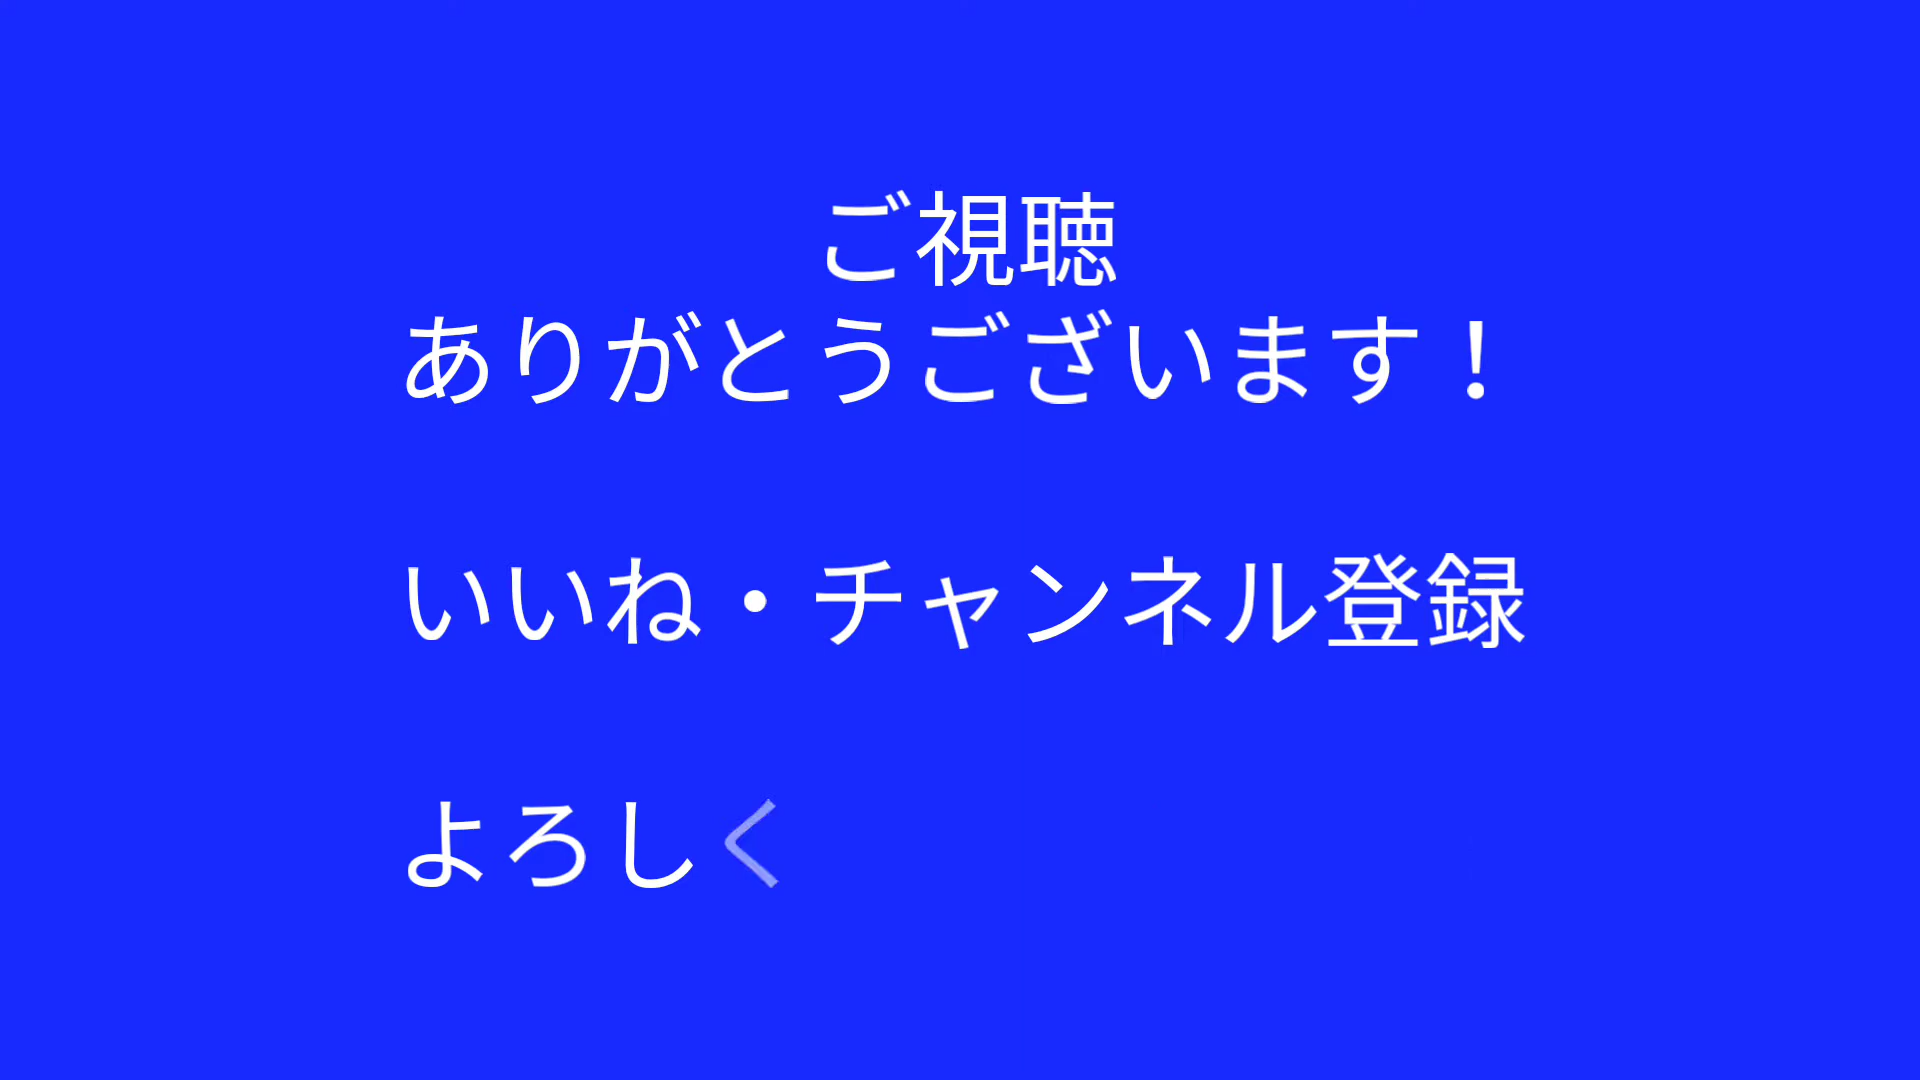 ご視聴
ありがとうございます！
いいね・チャンネル登録
よろしく